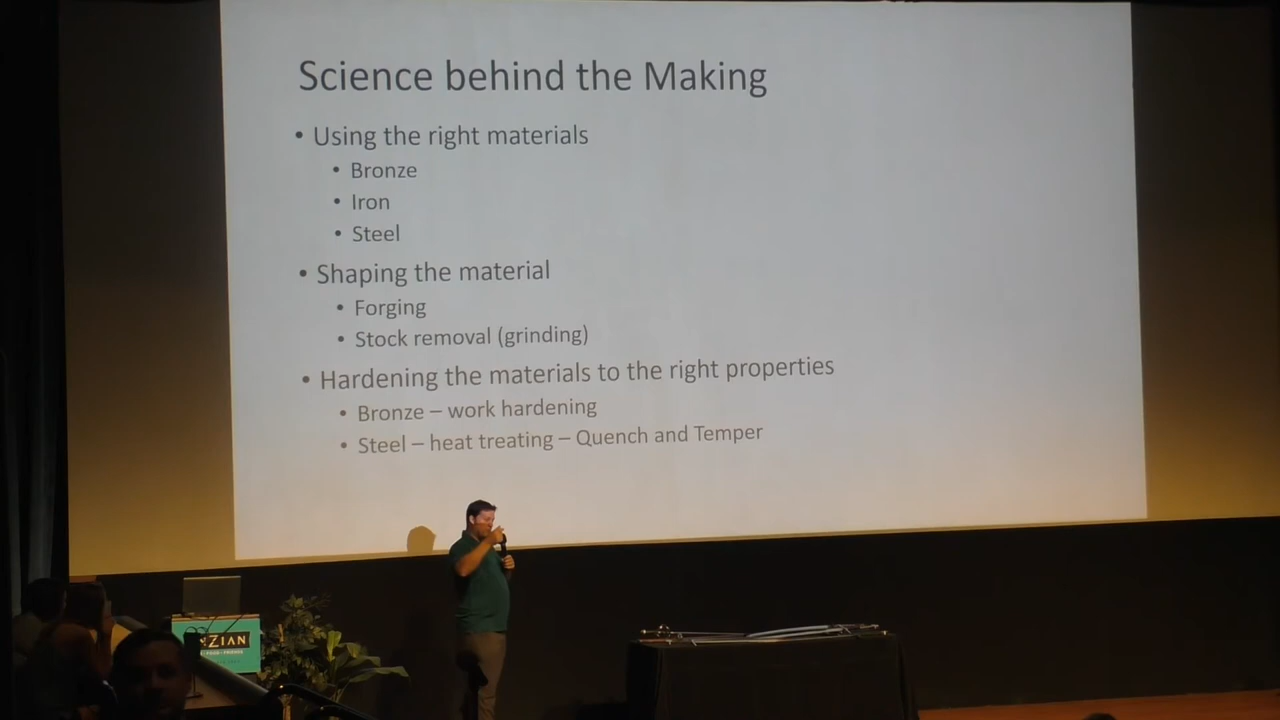 Science behind the Making
• Using the right materials
• Bronze
• Iron
• Steel
• Shaping the material
• Forging
• Stock removal (grinding)
• Hardening the materials to the right properties
• Bronze – work hardening
• Steel – heat treating – Quench and Temper
ZIAN